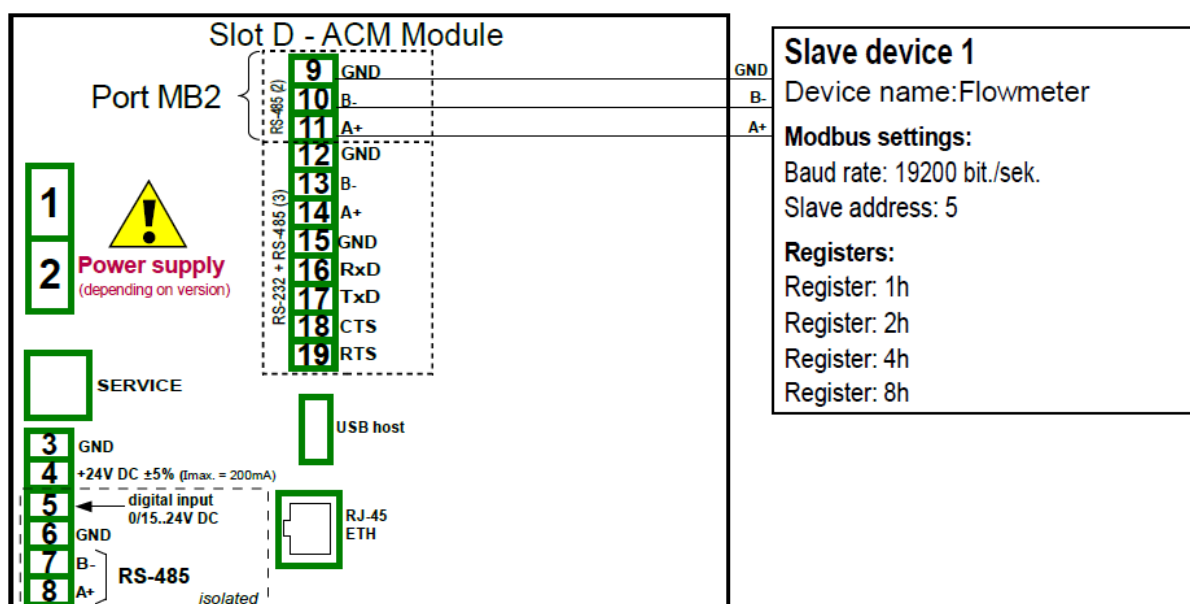 Slot D - ACM Module
Port MB2
RS-485 (2)
9 GND
10 B-
11 A+
RS-232 + RS-485 (3)
12 GND
13 B-
14 A+
15 GND
16 RxD
17 TxD
18 CTS
19 RTS
1
2
Power supply
(depending on version)
SERVICE
USB host
3 GND
4 +24V DC ±5% (Imax. = 200mA)
5 digital input
0/15..24V DC
6 GND
7 B-
8 A+
RS-485
isolated
RJ-45
ETH
GND
B-
A+
Slave device 1
Device name:Flowmeter
Modbus settings:
Baud rate: 19200 bit./sek.
Slave address: 5
Registers:
Register: 1h
Register: 2h
Register: 4h
Register: 8h